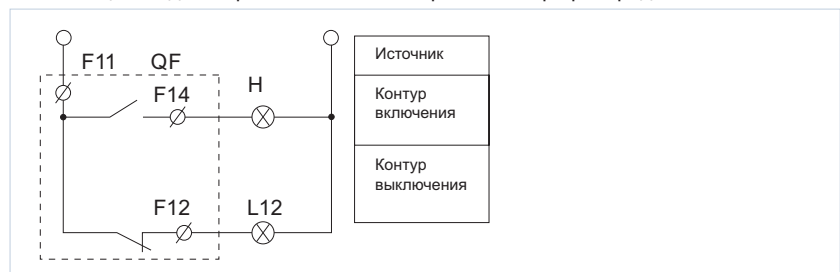 F11 QF
F14
H
F12
L12
Источник
Контур
включения
Контур
выключения